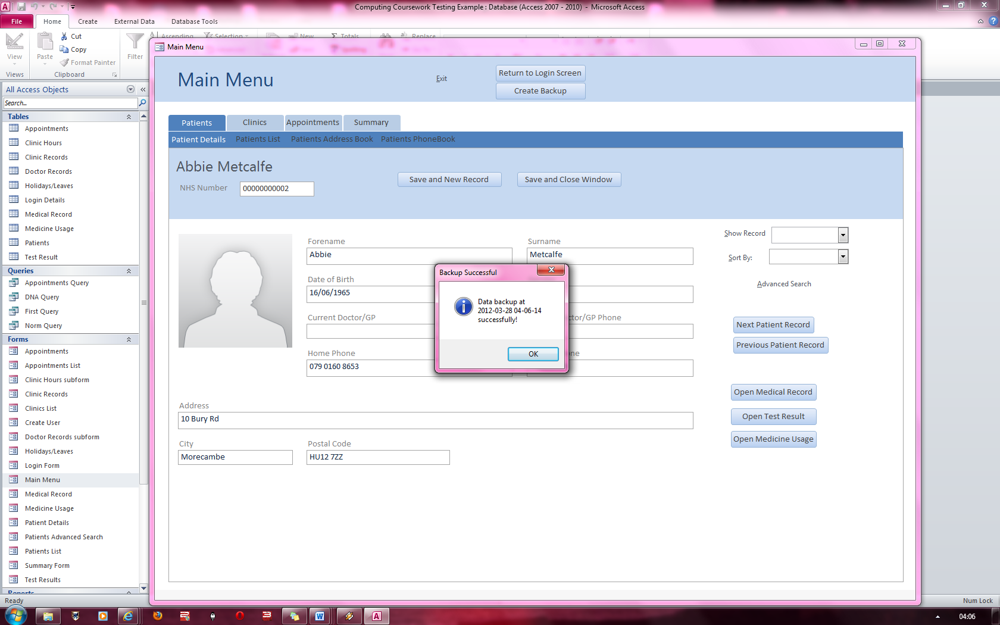 Computing Coursework Testing Example : Database (Access 2007 - 2010) - Microsoft Access
File Home Create External Data Database Tools
View
Views
Paste
Cut
Copy
Format Painter
Clipboard
Filter
Ascending
Selection
New
Totals
Replace
All Access Objects
Search...
Tables
Appointments
Clinic Hours
Clinic Records
Doctor Records
Holidays/Leaves
Login Details
Medical Record
Medicine Usage
Patients
Test Result
Queries
Appointments Query
DNA Query
First Query
Norm Query
Forms
Appointments
Appointments List
Clinic Hours subform
Clinic Records
Clinics List
Create User
Doctor Records subform
Holidays/Leaves
Login Form
Main Menu
Medical Record
Medicine Usage
Patient Details
Patients Advanced Search
Patients List
Summary Form
Test Results
Reports
Main Menu
Main Menu
Exit
Return to Login Screen
Create Backup
Patients Clinics Appointments Summary
Patient Details Patients List Patients Address Book Patients PhoneBook
Abbie Metcalfe
NHS Number 00000000002
Save and New Record Save and Close Window
Forename Surname
Abbie Metcalfe
Date of Birth
16/06/1965
Current Doctor/GP
ctor/GP Phone
Home Phone
079 0160 8653
Address
10 Bury Rd
City Postal Code
Morecambe HU12 7ZZ
Show Record
Sort By:
Advanced Search
Next Patient Record
Previous Patient Record
Open Medical Record
Open Test Result
Open Medicine Usage
Backup Successful
Data backup at
2012-03-28 04-06-14
successfully!
OK
Ready Num Lock
04:06